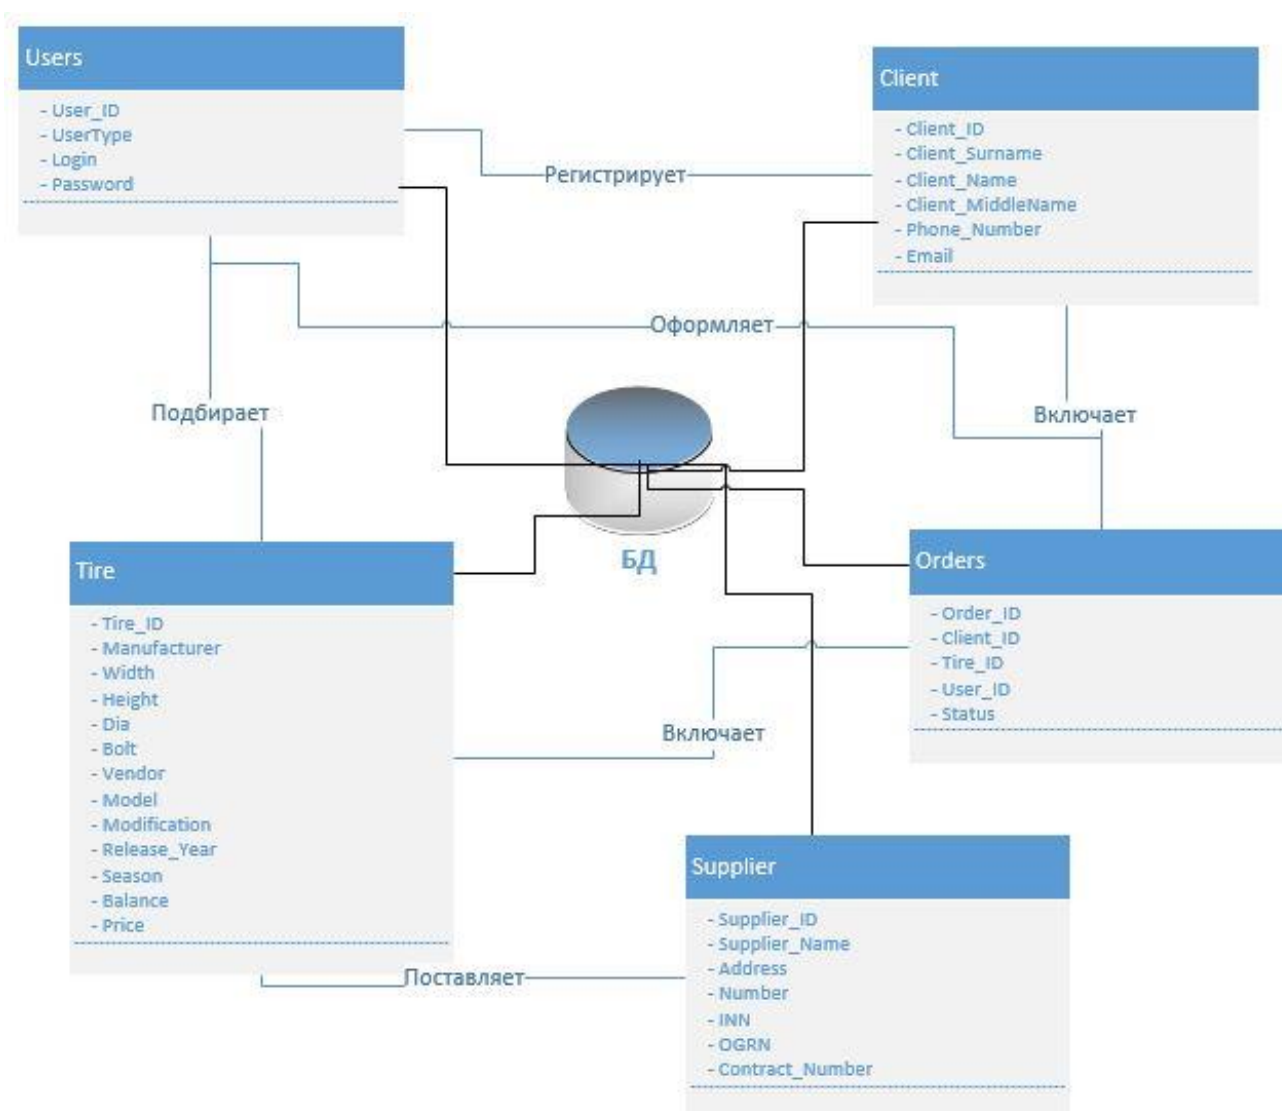 Users
- User_ID
- UserType
- Login
- Password
Client
- Client_ID
- Client_Surname
- Client_Name
- Client_MiddleName
- Phone_Number
- Email
Регистрирует
Оформляет
Подбирает
Включает
БД
Tire
- Tire_ID
- Manufacturer
- Width
- Height
- Dia
- Bolt
- Vendor
- Model
- Modification
- Release_Year
- Season
- Balance
- Price
Orders
- Order_ID
- Client_ID
- Tire_ID
- User_ID
- Status
Включает
Supplier
- Supplier_ID
- Supplier_Name
- Address
- Number
- INN
- OGRN
- Contract_Number
Поставляет